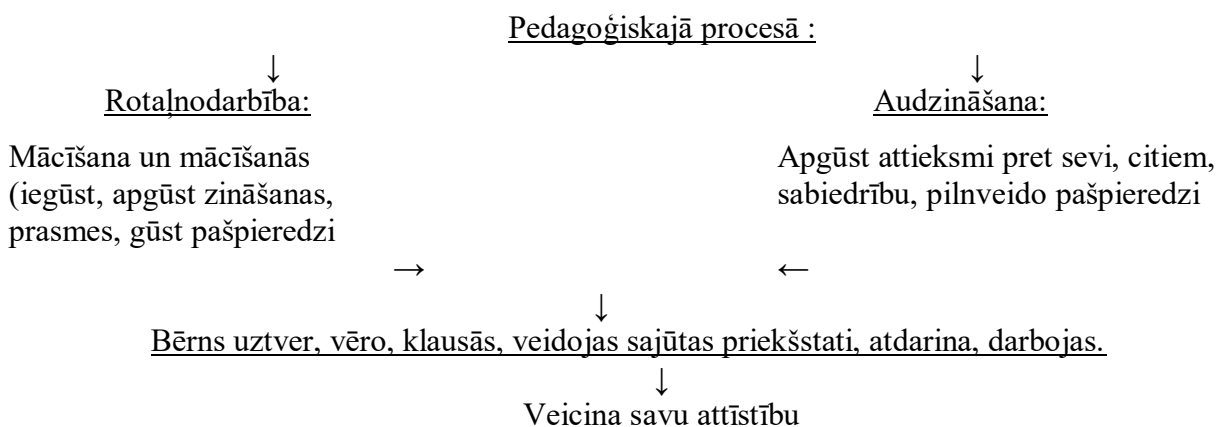 Pedagoģiskajā procesā :
↓ ↓
Rotaļnodarbība: Audzināšana:
Mācīšana un mācīšanās
(iegūst, apgūst zināšanas,
prasmes, gūst pašpieredzi
Apgūst attieksmi pret sevi, citiem,
sabiedrību, pilnveido pašpieredzi
→ ←
↓
Bērns uztver, vēro, klausās, veidojas sajūtas priekšstati, atdarina, darbojas.
↓
Veicina savu attīstību